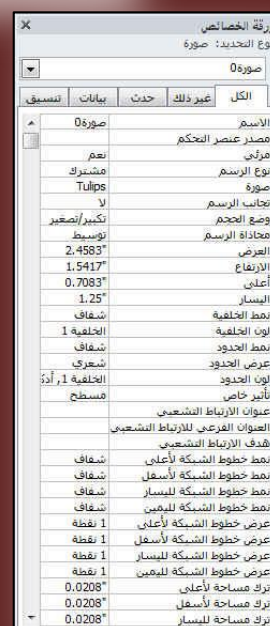 رقة الخصائص
وع التحديد: صورة
صورة0
الكل غير ذلك حدث بيانات تنسيق
الاسم صورة0
مصدر عنصر التحكم
مرئي نعم
نوع الرسم مشترك
صورة Tulips
تجانب الرسم لا
وضع الحجم تكبير/تصغير
محاذاة الرسم توسيط
العرض 2.4583"
الارتفاع 1.5417"
أعلى 0.7083"
اليسار 1.25"
نمط الخلفية شفاف
لون الخلفية الخلفية 1
نمط الحدود شفاف
عرض الحدود شعري
لون الحدود الخلفية 1, أدك
تأثير خاص مسطح
عنوان الارتباط التشعبي
العنوان الفرعي للارتباط التشعبي
هدف الارتباط التشعبي
نمط خطوط الشبكة لأعلى شفاف
نمط خطوط الشبكة لأسفل شفاف
نمط خطوط الشبكة لليسار شفاف
نمط خطوط الشبكة لليمين شفاف
عرض خطوط الشبكة لأعلى 1 نقطة
عرض خطوط الشبكة لأسفل 1 نقطة
عرض خطوط الشبكة لليسار 1 نقطة
عرض خطوط الشبكة لليمين 1 نقطة
ترك مساحة لأعلى 0.0208"
ترك مساحة لأسفل 0.0208"
ترك مساحة لليسار 0.0208"